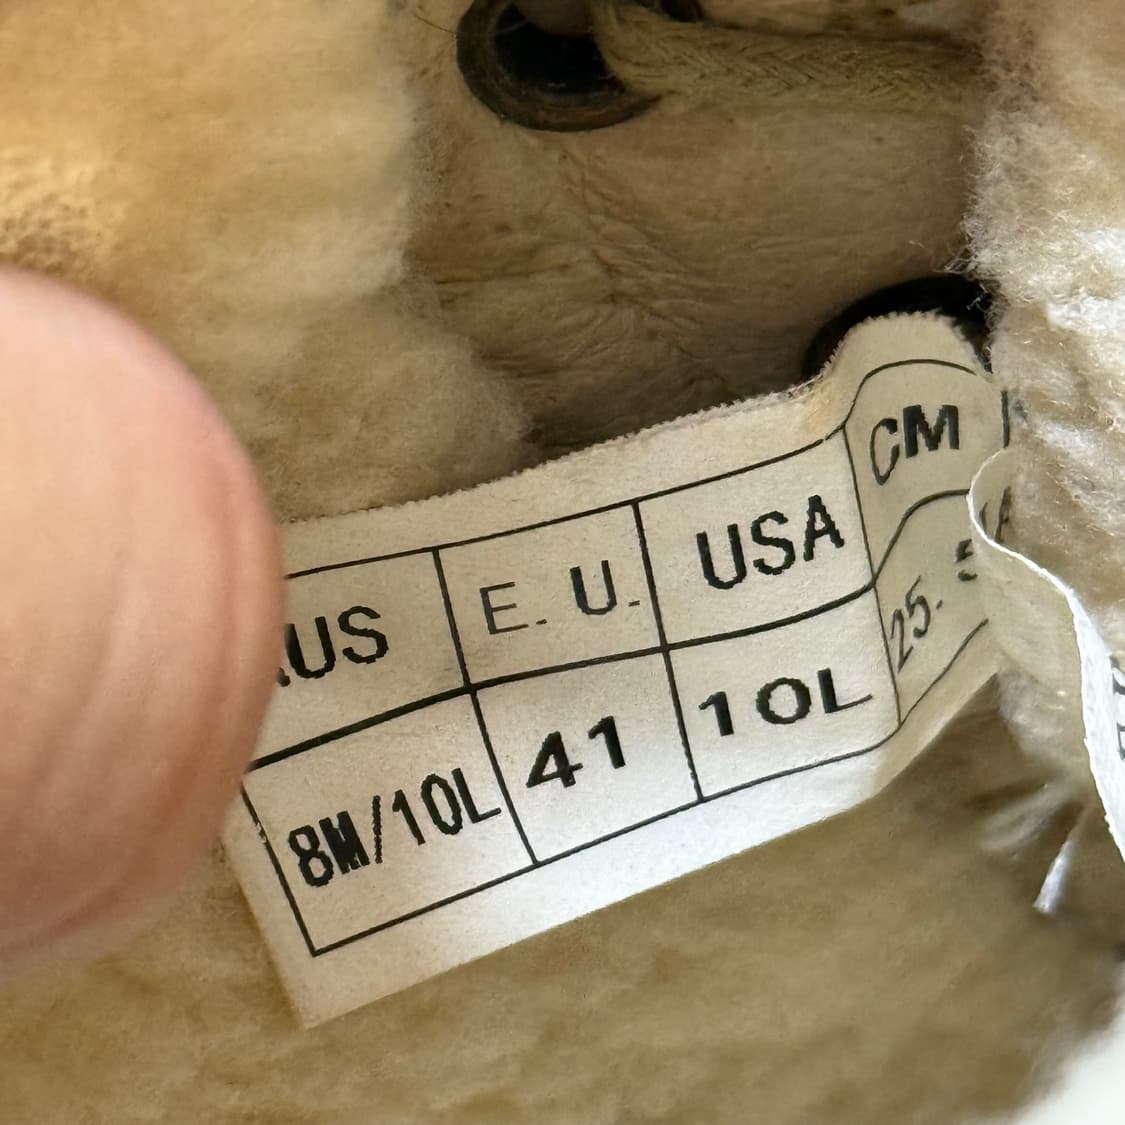 AUS E. U. USA CM
8M/10L 41 10L 25.